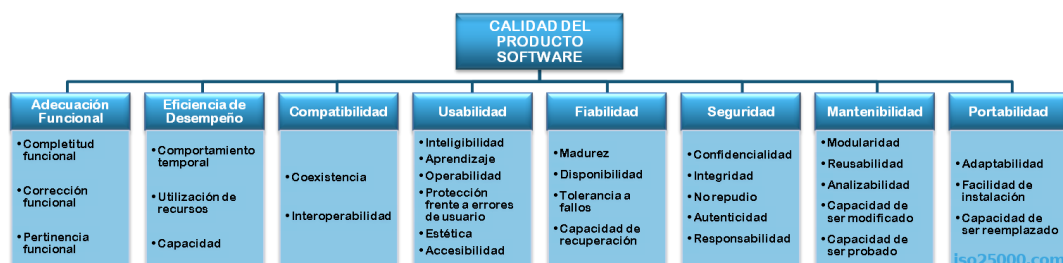 CALIDAD DEL
PRODUCTO
SOFTWARE
Adecuación
Funcional
• Completitud
funcional
• Corrección
funcional
• Pertinencia
funcional
Eficiencia de
Desempeño
• Comportamiento
temporal
• Utilización de
recursos
• Capacidad
Compatibilidad
• Coexistencia
• Interoperabilidad
Usabilidad
• Inteligibilidad
• Aprendizaje
• Operabilidad
• Protección
frente a errores
de usuario
• Estética
• Accesibilidad
Fiabilidad
• Madurez
• Disponibilidad
• Tolerancia a
fallos
• Capacidad de
recuperación
Seguridad
• Confidencialidad
• Integridad
• No repudio
• Autenticidad
• Responsabilidad
Mantenibilidad
• Modularidad
• Reusabilidad
• Analizabilidad
• Capacidad de
ser modificado
• Capacidad de
ser probado
Portabilidad
• Adaptabilidad
• Facilidad de
instalación
• Capacidad de
ser reemplazado
iso25000.com